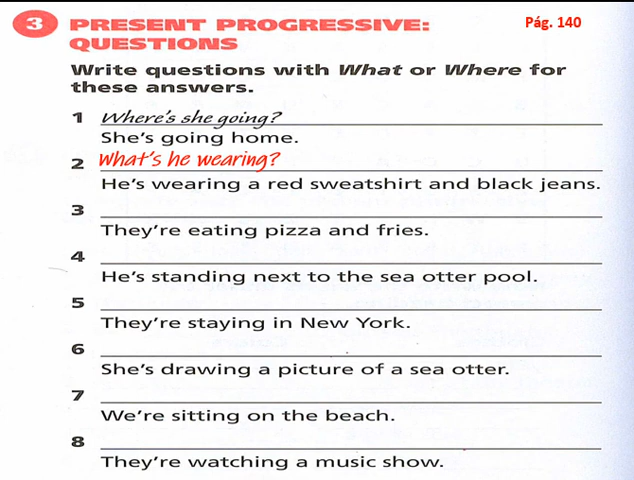 3 PRESENT PROGRESSIVE: Pág. 140
QUESTIONS
Write questions with What or Where for
these answers.
1 Where's she going?
She's going home.
2 What's he wearing?
He's wearing a red sweatshirt and black jeans.
3
They're eating pizza and fries.
4
He's standing next to the sea otter pool.
5
They're staying in New York.
6
She's drawing a picture of a sea otter.
7
We're sitting on the beach.
8
They're watching a music show.